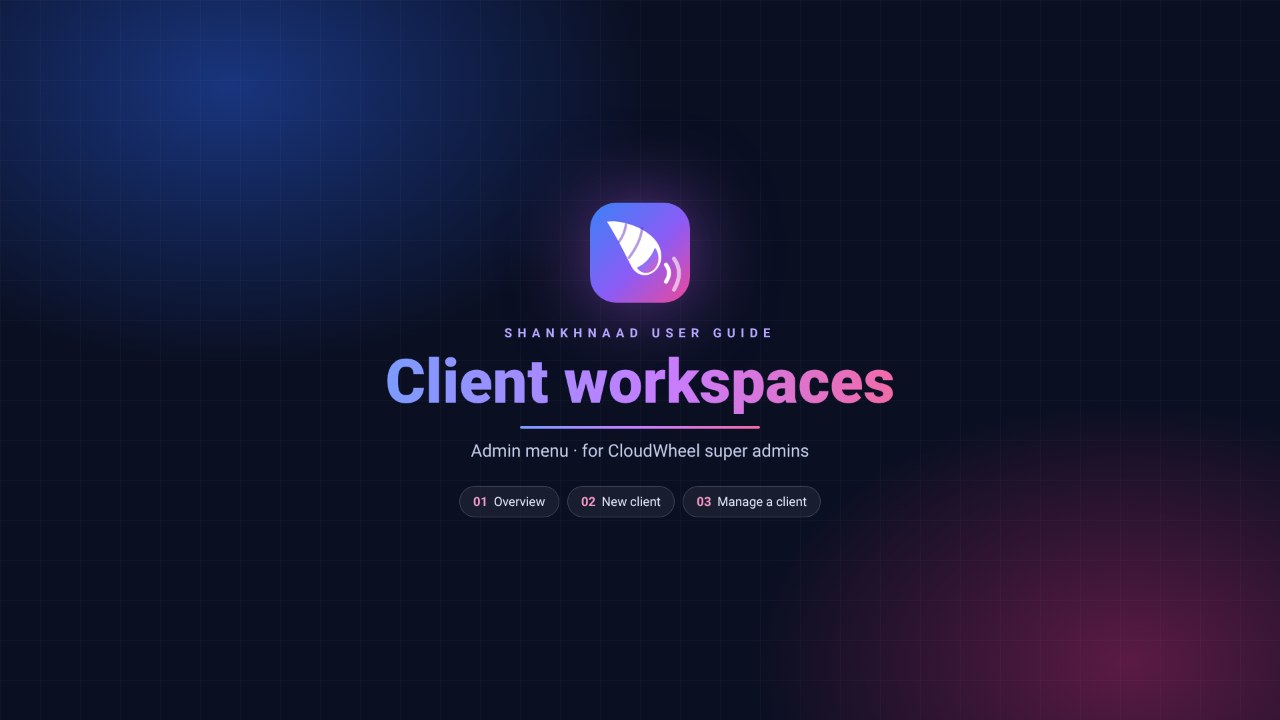 SHANKHNAAD USER GUIDE
Client workspaces
Admin menu · for CloudWheel super admins
01 Overview
02 New client
03 Manage a client